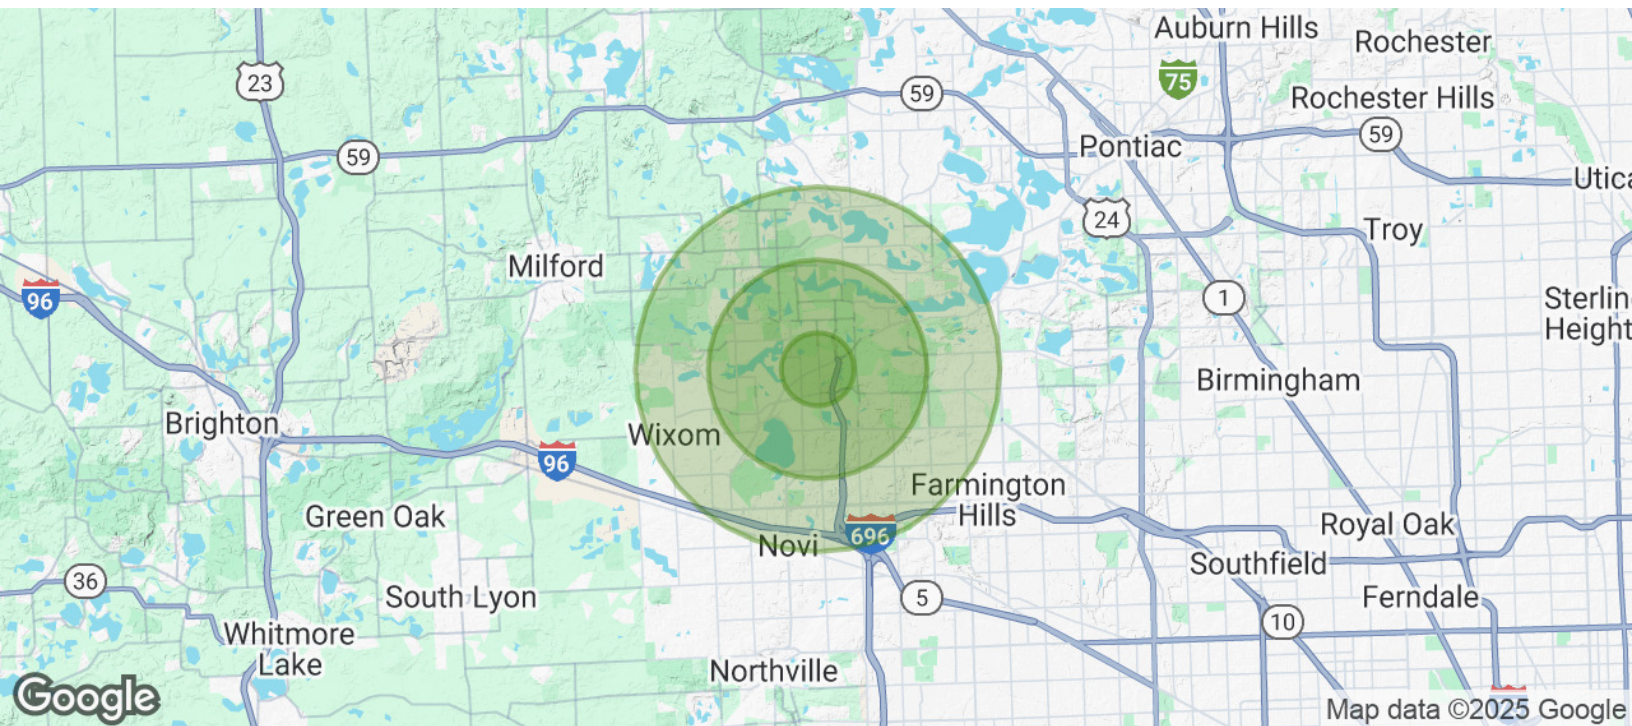 Auburn Hills
Rochester
75
23
59
Rochester Hills
59
Pontiac
59
Utica
24
Troy
Milford
96
1
Sterlin
Height
Birmingham
Brighton
Wixom
96
Farmington
Hills
Green Oak
Royal Oak
696
Novi
Southfield
36
South Lyon
5
Ferndale
10
Whitmore
Lake
Northville
Google
Map data ©2025 Google